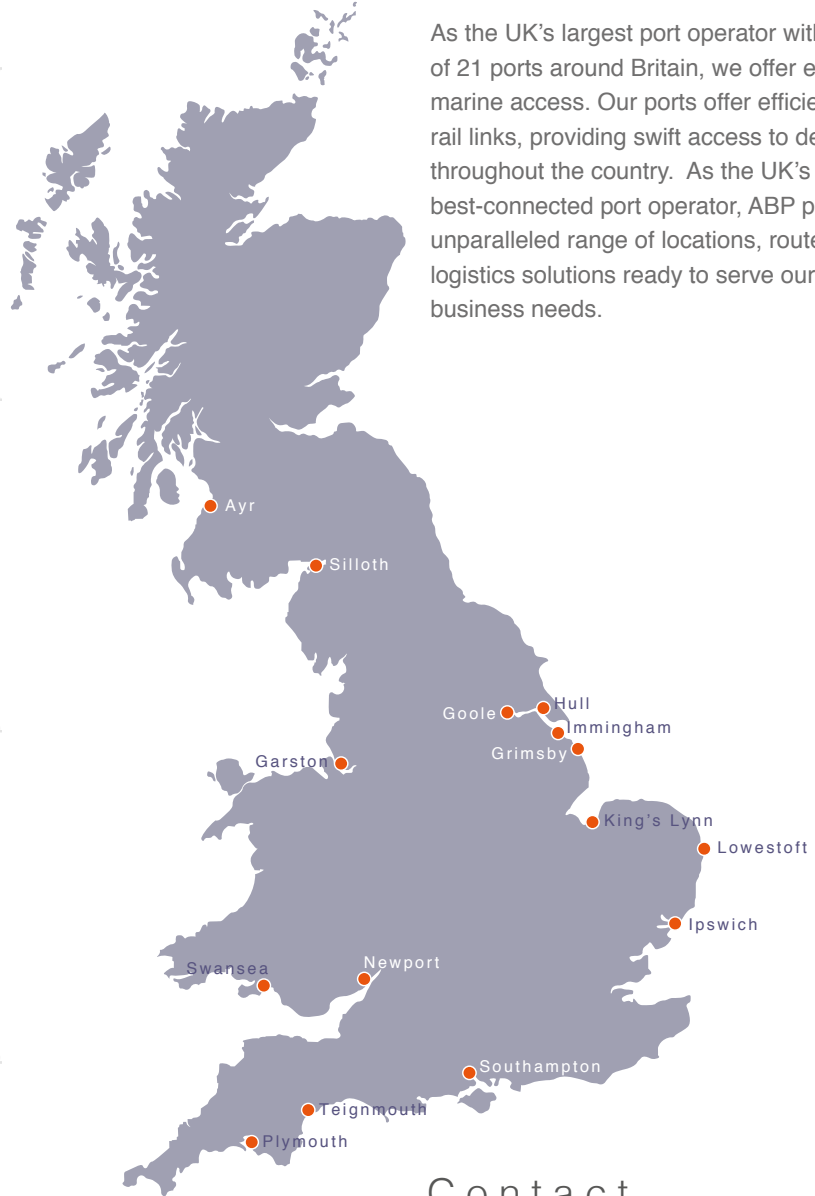 As the UK's largest port operator with
of 21 ports around Britain, we offer e
marine access. Our ports offer efficie
rail links, providing swift access to de
throughout the country. As the UK's
best-connected port operator, ABP p
unparalleled range of locations, route
logistics solutions ready to serve our
business needs.
Ayr
Silloth
Hull
Goole
Immingham
Grimsby
Garston
King's Lynn
Lowestoft
Ipswich
Newport
Swansea
Southampton
Teignmouth
Plymouth
Contact